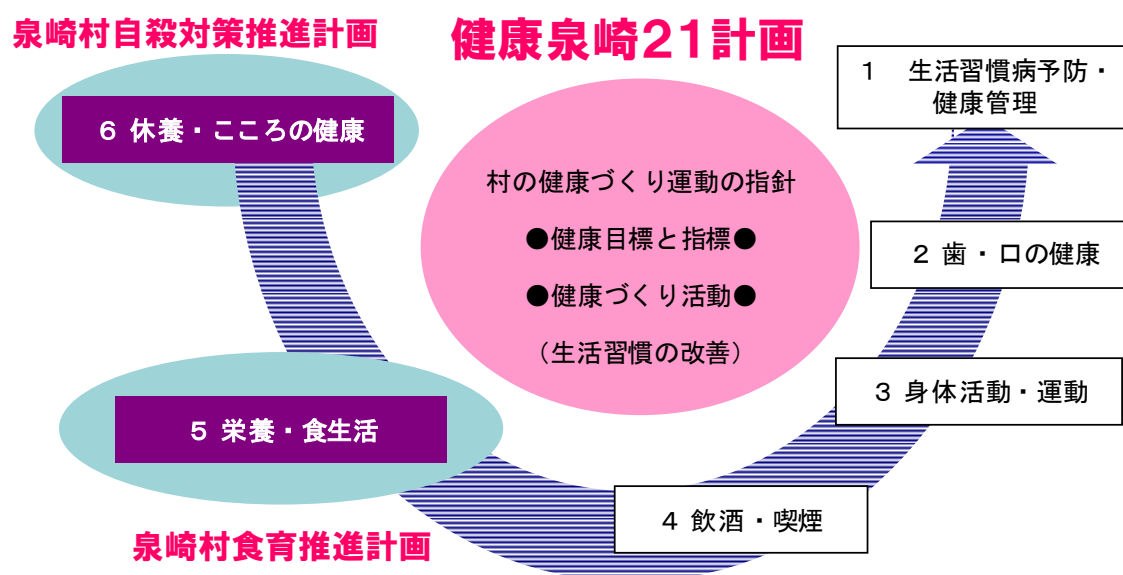 泉崎村自殺対策推進計画
健康泉崎21計画
1 生活習慣病予防・
健康管理
6 休養・こころの健康
村の健康づくり運動の指針
●健康目標と指標●
●健康づくり活動●
（生活習慣の改善）
2 歯・口の健康
3 身体活動・運動
5 栄養・食生活
4 飲酒・喫煙
泉崎村食育推進計画